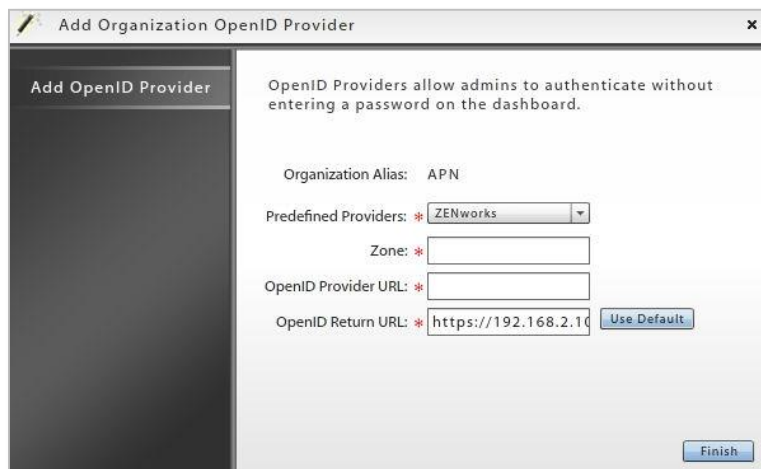 Add Organization OpenID Provider
Add OpenID Provider
OpenID Providers allow admins to authenticate without
entering a password on the dashboard.
Organization Alias: APN
Predefined Providers: * ZENworks
Zone: *
OpenID Provider URL: *
OpenID Return URL: * https://192.168.2.10 Use Default
Finish